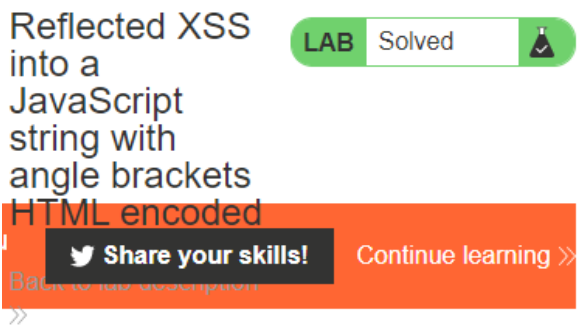 Reflected XSS
into a
JavaScript
string with
angle brackets
HTML encoded
LAB Solved
Share your skills!
Continue learning
Back to lab description